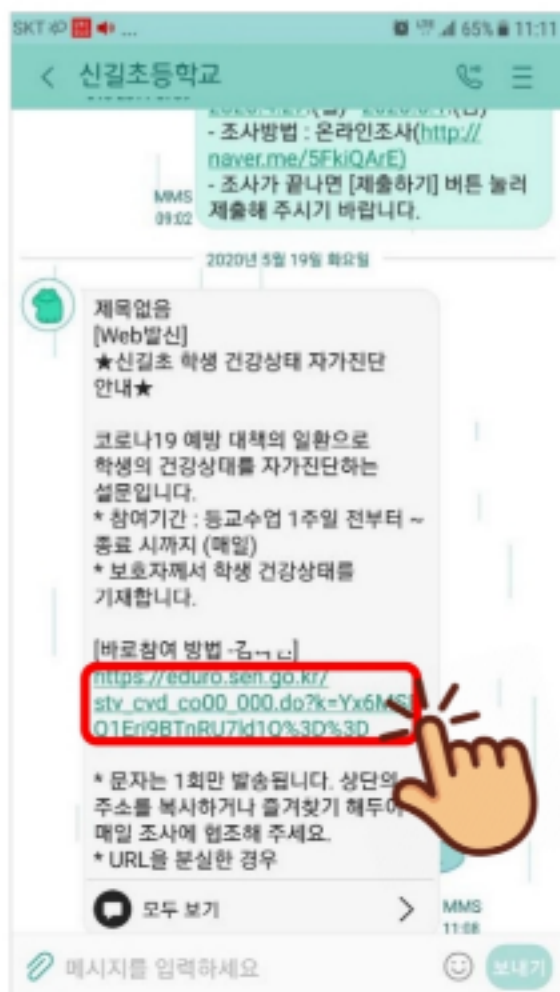 SKT
65% 11:11
신길초등학교
- 조사방법 : 온라인조사(http://
naver.me/5FkiQArE)
- 조사가 끝나면 [제출하기] 버튼 눌러
제출해 주시기 바랍니다.
MMS
09:02
2020년 5월 19일 화요일
제목없음
[Web발신]
★신길초 학생 건강상태 자가진단
안내★
코로나19 예방 대책의 일환으로
학생의 건강상태를 자가진단하는
설문입니다.
* 참여기간 : 등교수업 1주일 전부터 ~
종료 시까지 (매일)
* 보호자께서 학생 건강상태를
기재합니다.
[바로참여 방법 -
https://eduro.sen.go.kr/
stv_cvd_co00_000.do?k=Yx6MS
Q1Eri9BTnRU7ld1Q%3D%3D
* 문자는 1회만 발송됩니다. 상단의
주소를 복사하거나 즐겨찾기 해두어
매일 조사에 협조해 주세요.
* URL을 분실한 경우
모두 보기
MMS
11:08
메시지를 입력하세요
보내기